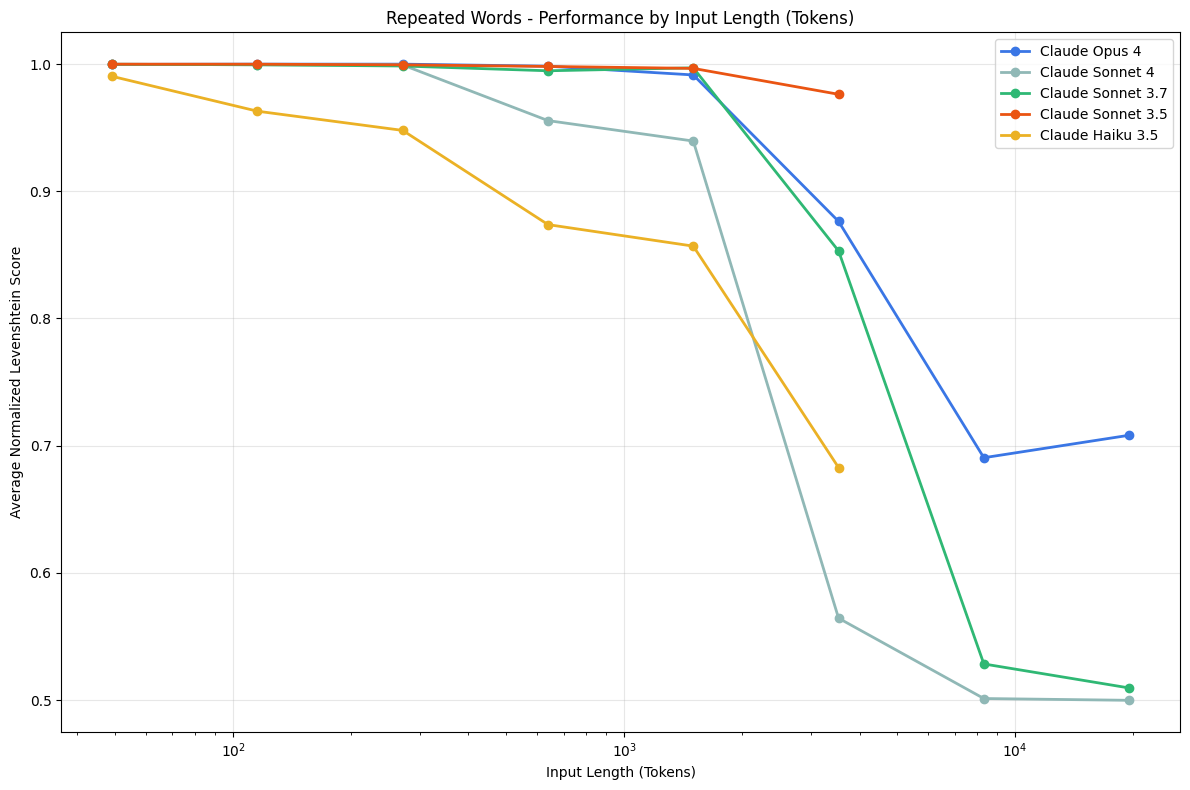 Repeated Words - Performance by Input Length (Tokens)
Claude Opus 4
Claude Sonnet 4
Claude Sonnet 3.7
Claude Sonnet 3.5
Claude Haiku 3.5
Average Normalized Levenshtein Score
1.0
0.9
0.8
0.7
0.6
0.5
10²
10³
10⁴
Input Length (Tokens)